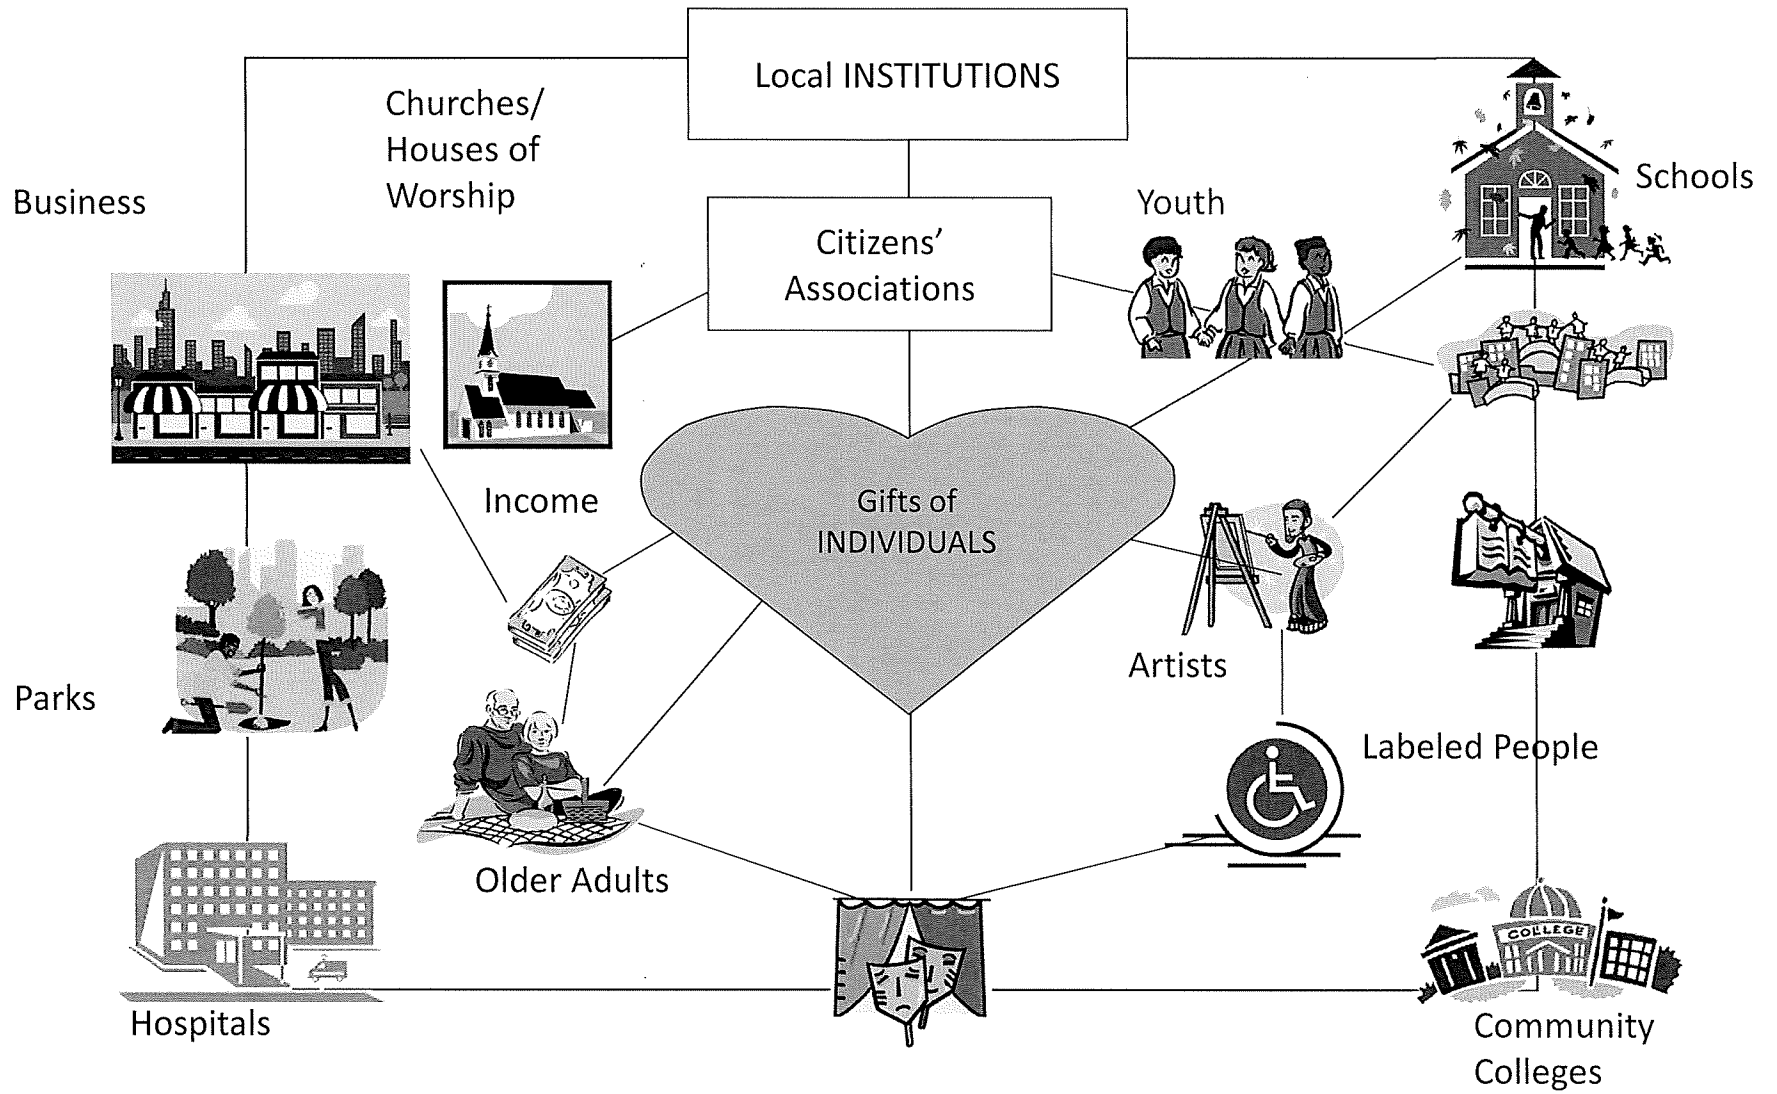 Local INSTITUTIONS
Churches/
Houses of
Worship
Business
Citizens’
Associations
Youth
Schools
Income
Gifts of
INDIVIDUALS
Artists
Parks
Labeled People
Older Adults
COLLEGE
Hospitals
Community
Colleges